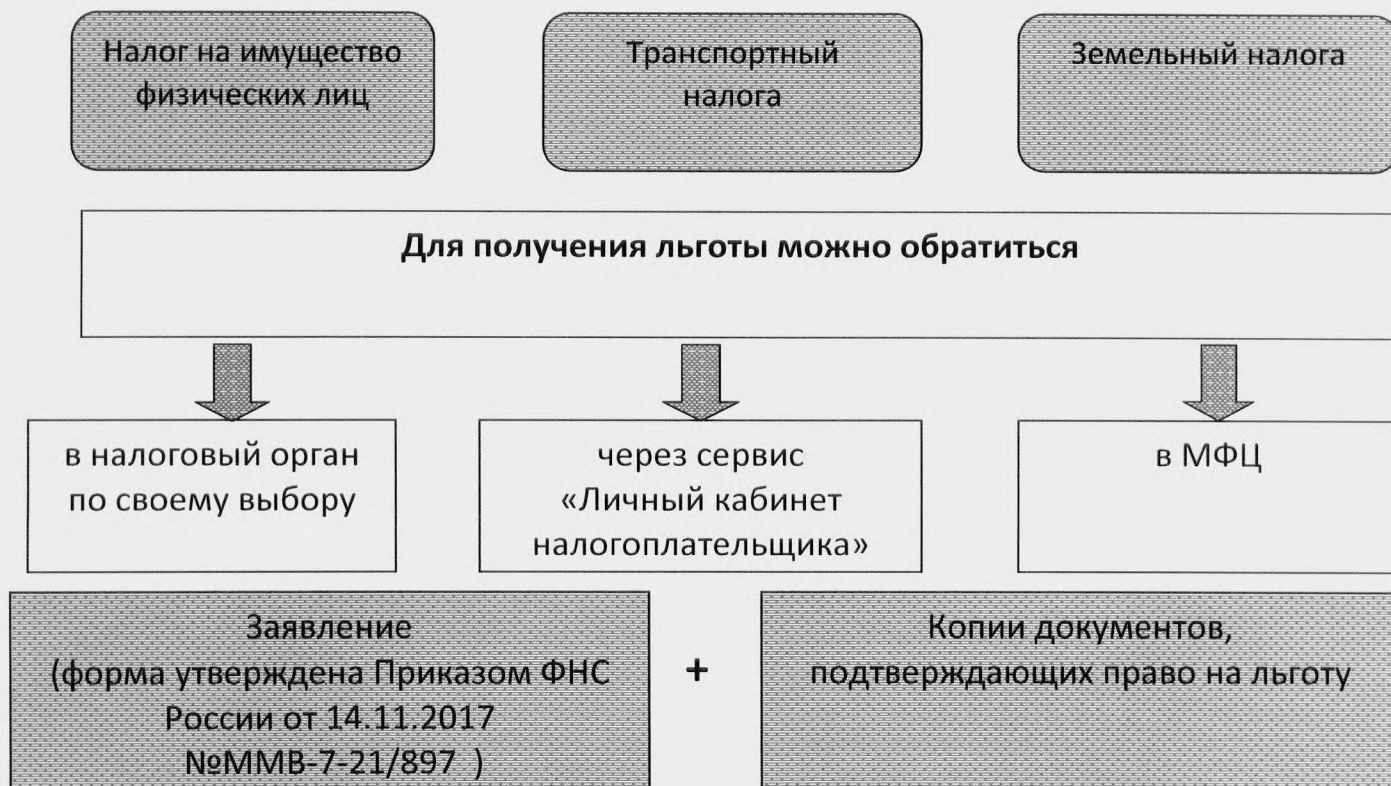 Налог на имущество
физических лиц
Транспортный
налога
Земельный налога
Для получения льготы можно обратиться
в налоговый орган
по своему выбору
через сервис
«Личный кабинет
налогоплательщика»
в МФЦ
Заявление
(форма утверждена Приказом ФНС
России от 14.11.2017
№ММВ-7-21/897 )
+
Копии документов,
подтверждающих право на льготу